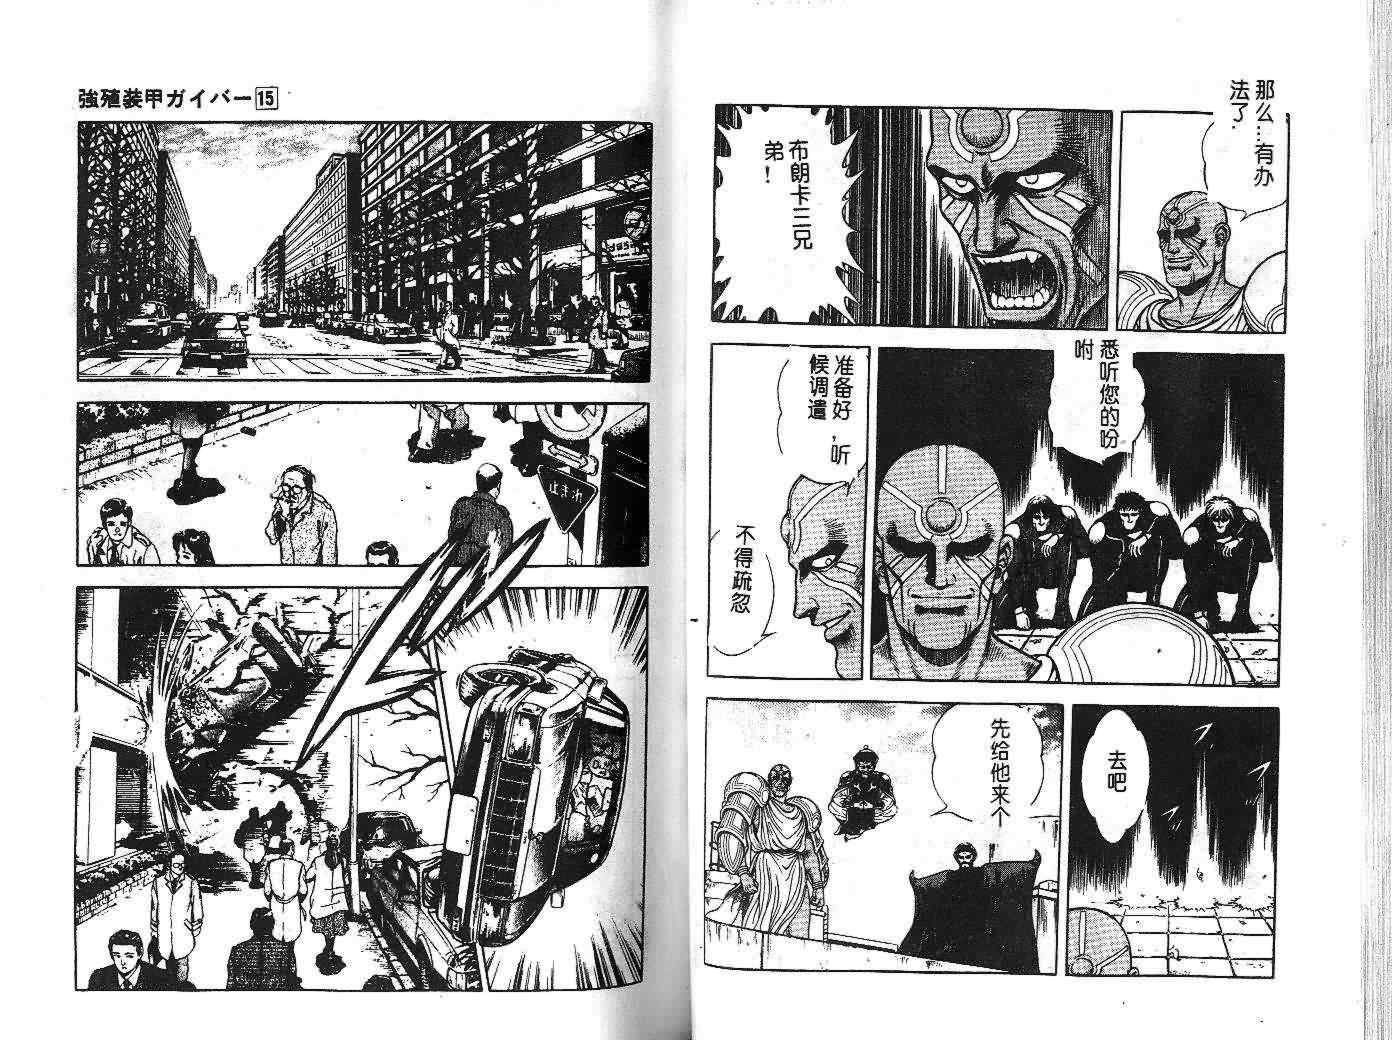 那么…有办
法了.
布朗卡三兄
弟！
悉听您的吩
咐
准备好,听
候调遣
不得疏忽
去吧
先给他来个
強殖装甲ガイバー15
止まれ